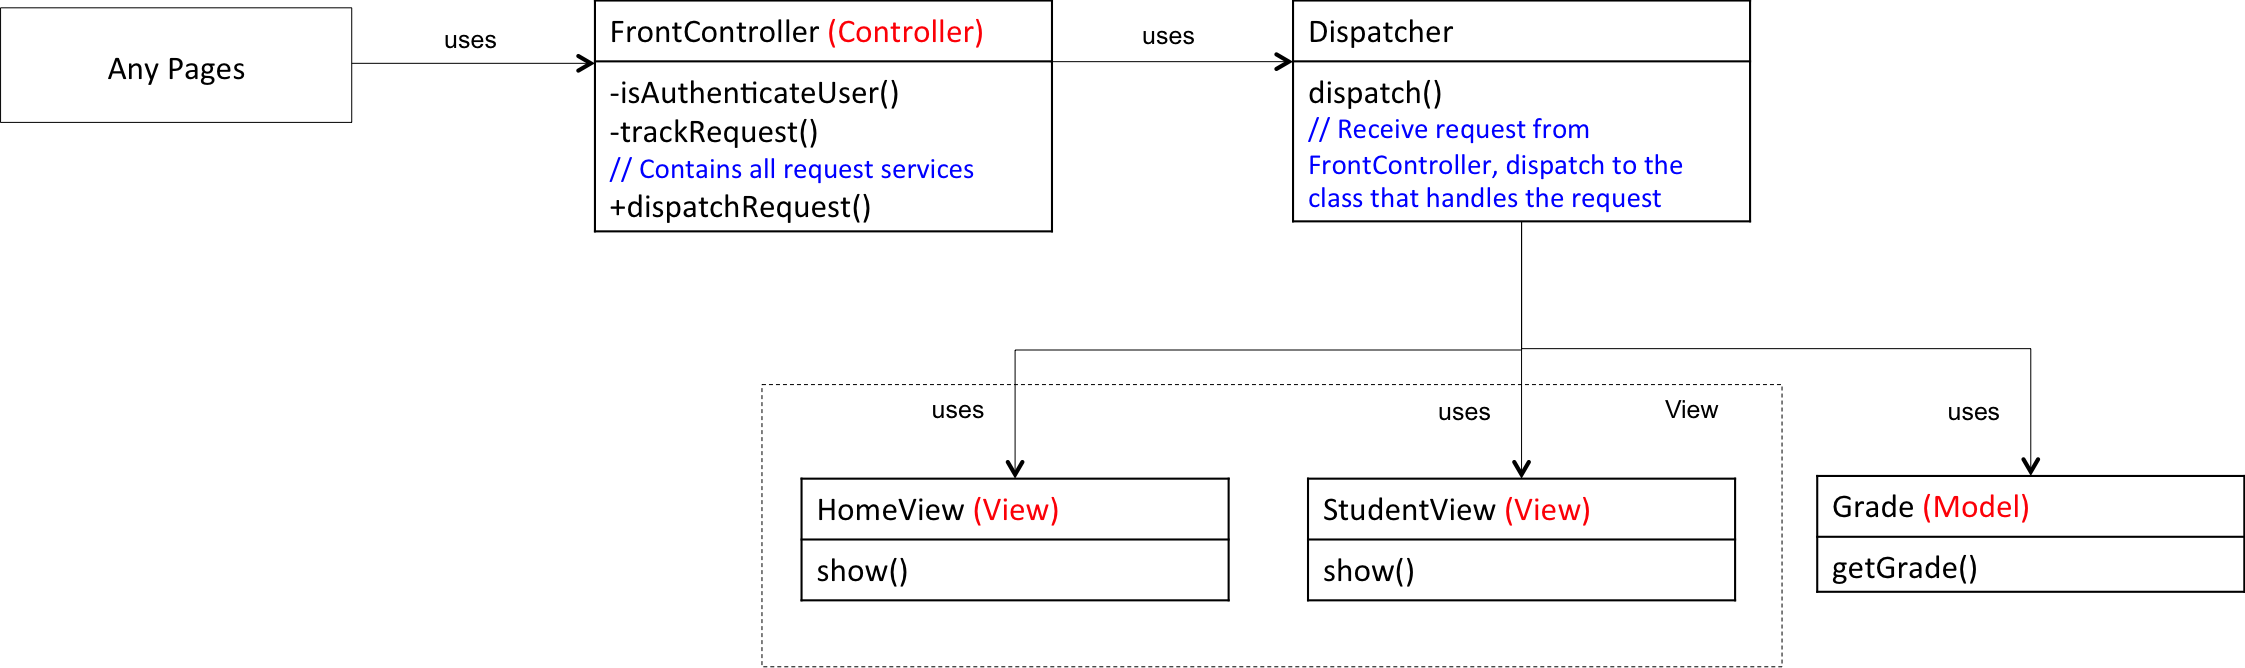 Any Pages
uses
FrontController (Controller)
-isAuthenticateUser()
-trackRequest()
// Contains all request services
+dispatchRequest()
uses
Dispatcher
dispatch()
// Receive request from
FrontController, dispatch to the
class that handles the request
uses
uses
View
uses
HomeView (View)
show()
StudentView (View)
show()
Grade (Model)
getGrade()